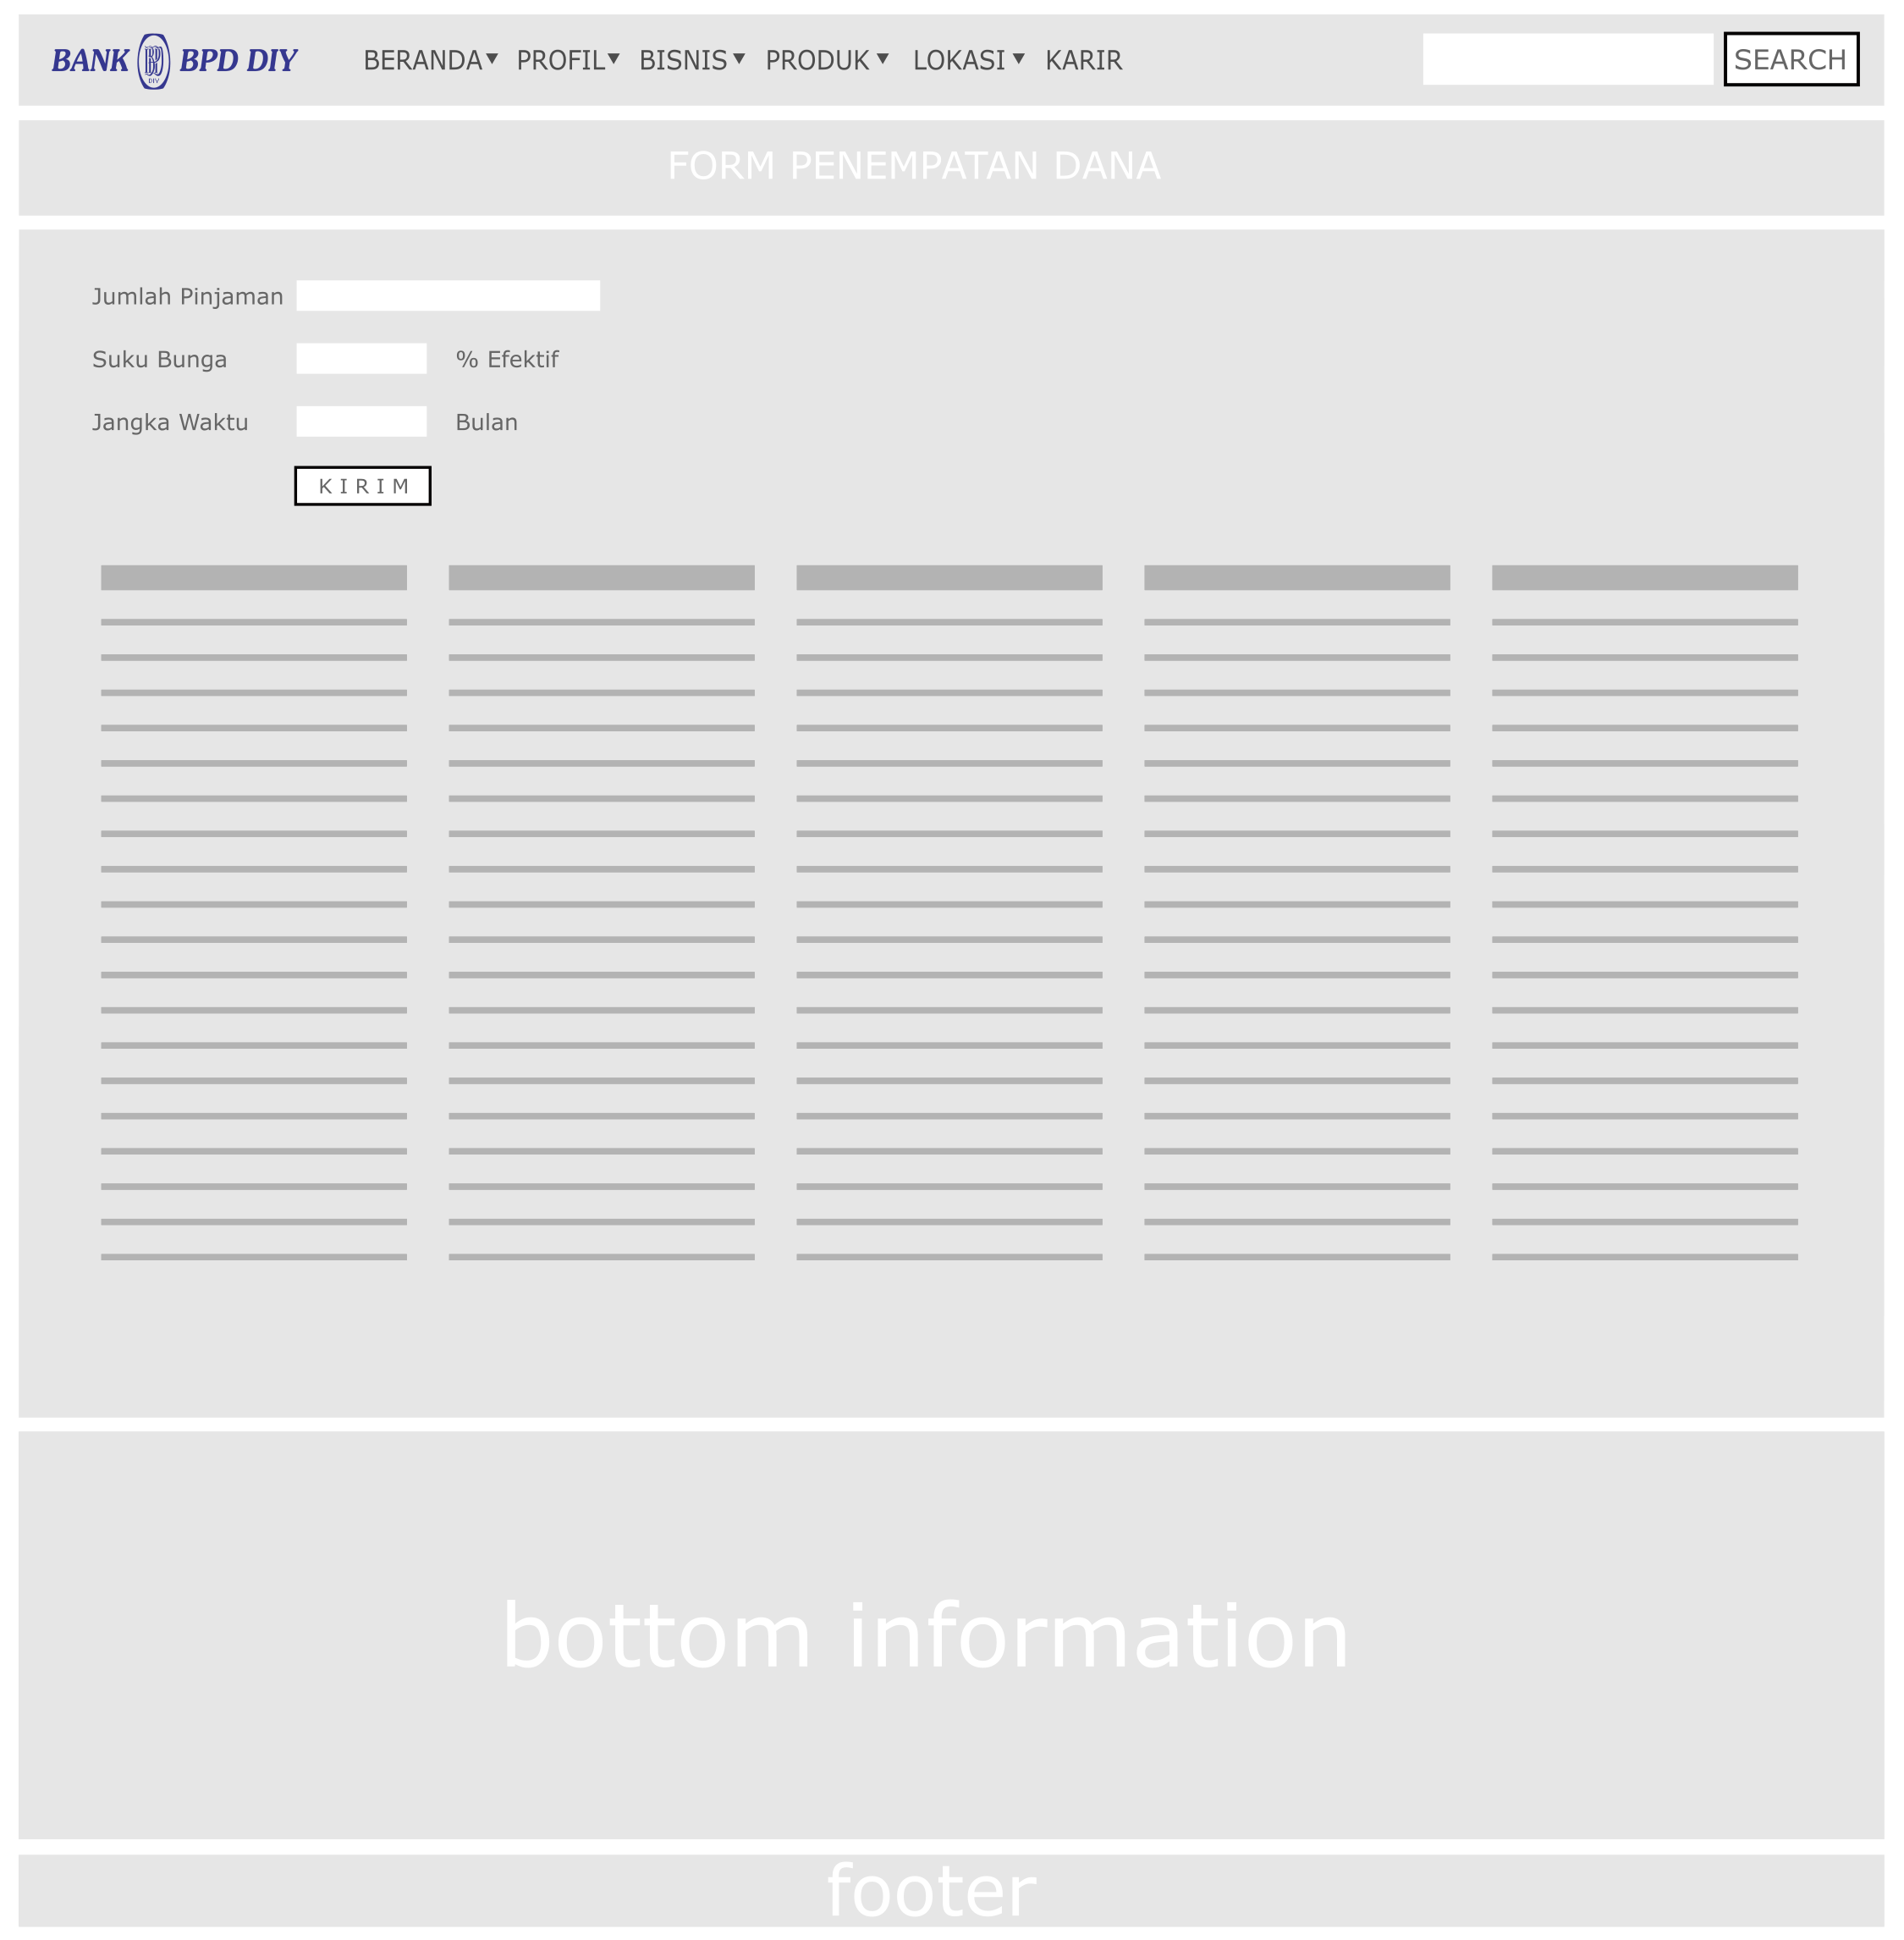 BANK BPD DIY BERANDA▼ PROFIL▼ BISNIS▼ PRODUK▼ LOKASI▼ KARIR SEARCH
FORM PENEMPATAN DANA
Jumlah Pinjaman
Suku Bunga % Efektif
Jangka Waktu Bulan
KIRIM
bottom information
footer